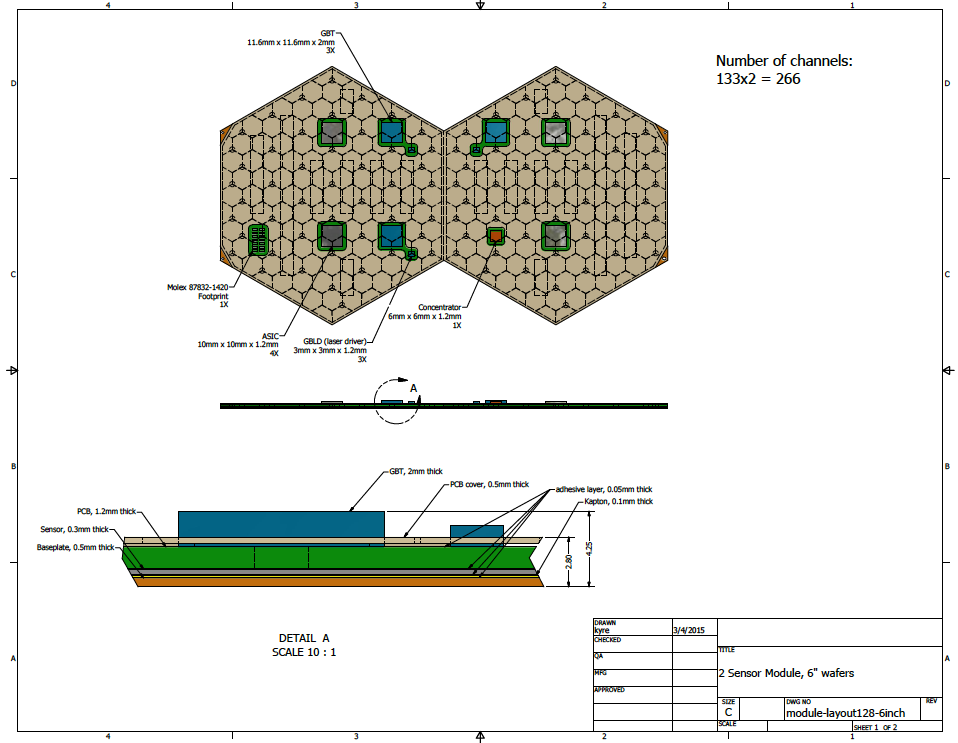 4
3
2
1
D
D
GBT
11.6mm x 11.6mm x 2mm
3X
Number of channels:
133x2 = 266
C
C
Molex 87832-1420
Footprint
1X
ASIC
10mm x 10mm x 1.2mm
4X
GBLD (laser driver)
3mm x 3mm x 1.2mm
3X
Concentrator
6mm x 6mm x 1.2mm
1X
A
B
B
GBT, 2mm thick
PCB cover, 0.5mm thick
adhesive layer, 0.05mm thick
Kapton, 0.1mm thick
PCB, 1.2mm thick
Sensor, 0.3mm thick
Baseplate, 0.5mm thick
2.80
4.25
DETAIL A
SCALE 10 : 1
A
A
DRAWN
kyre
3/4/2015
CHECKED
QA
MFG
APPROVED
TITLE
2 Sensor Module, 6" wafers
SIZE
C
DWG NO
module-layout128-6inch
REV
SCALE
SHEET 1 OF 2
4
3
2
1